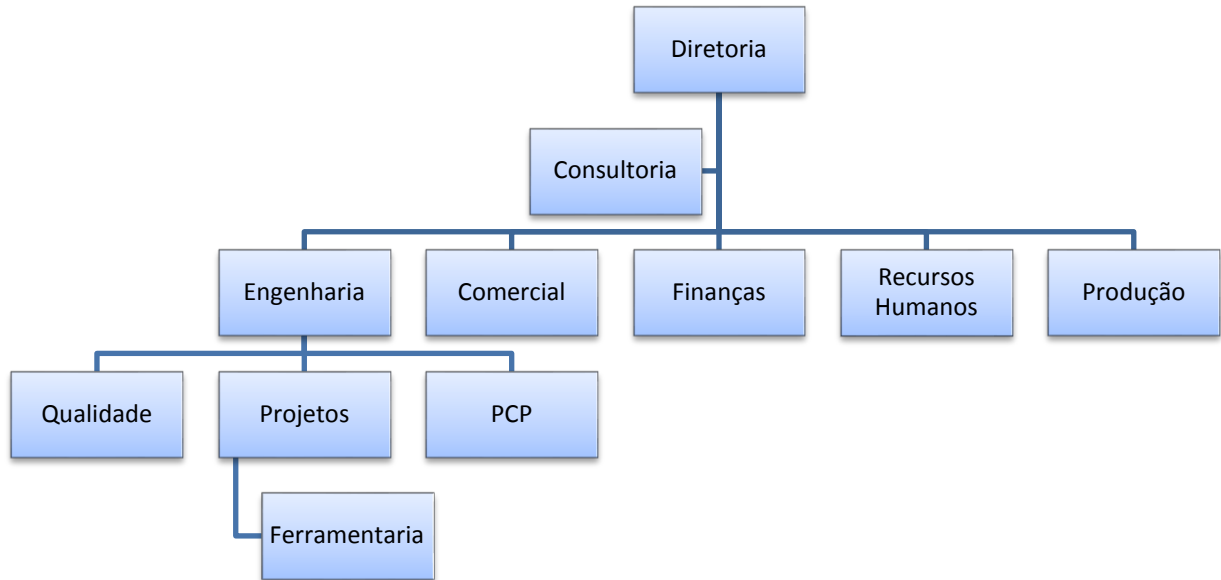 Diretoria
Consultoria
Engenharia
Comercial
Finanças
Recursos
Humanos
Produção
Qualidade
Projetos
PCP
Ferramentaria